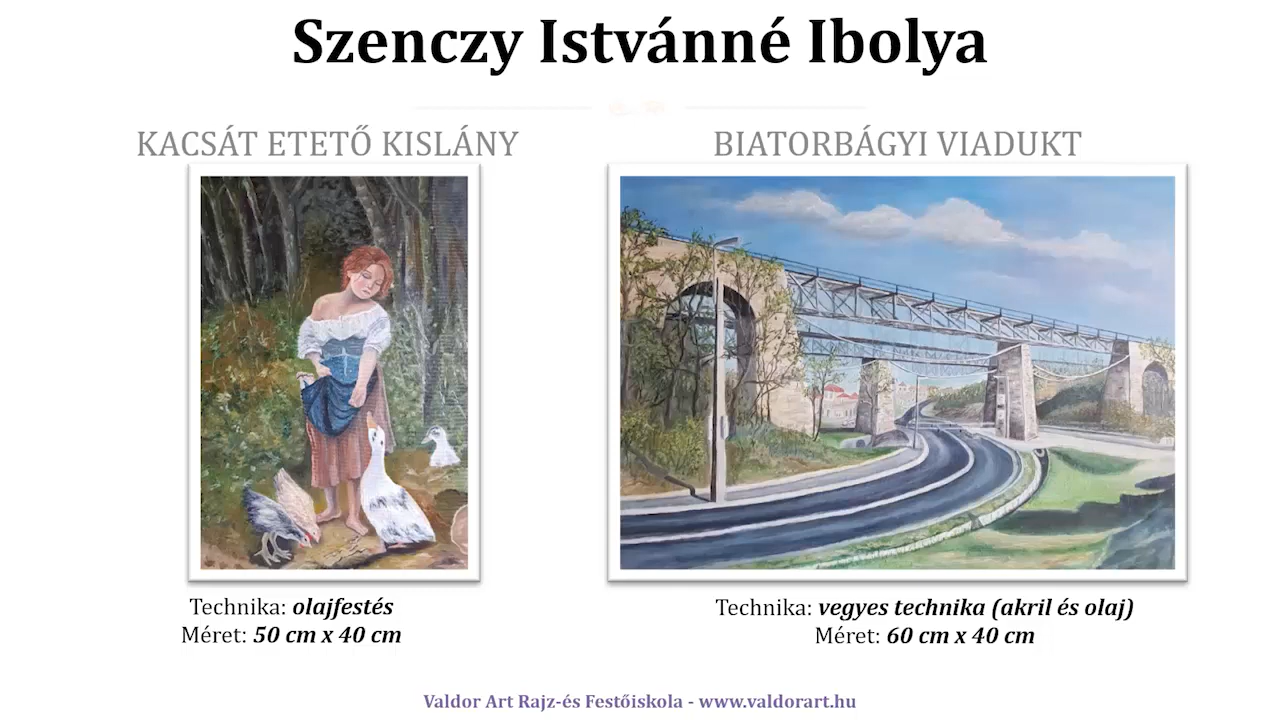 Szenczy Istvánné Ibolya
KACSÁT ETETŐ KISLÁNY
BIATORBÁGYI VIADUKT
Technika: olajfestés
Méret: 50 cm x 40 cm
Technika: vegyes technika (akril és olaj)
Méret: 60 cm x 40 cm
Valdor Art Rajz-és Festőiskola - www.valdorart.hu